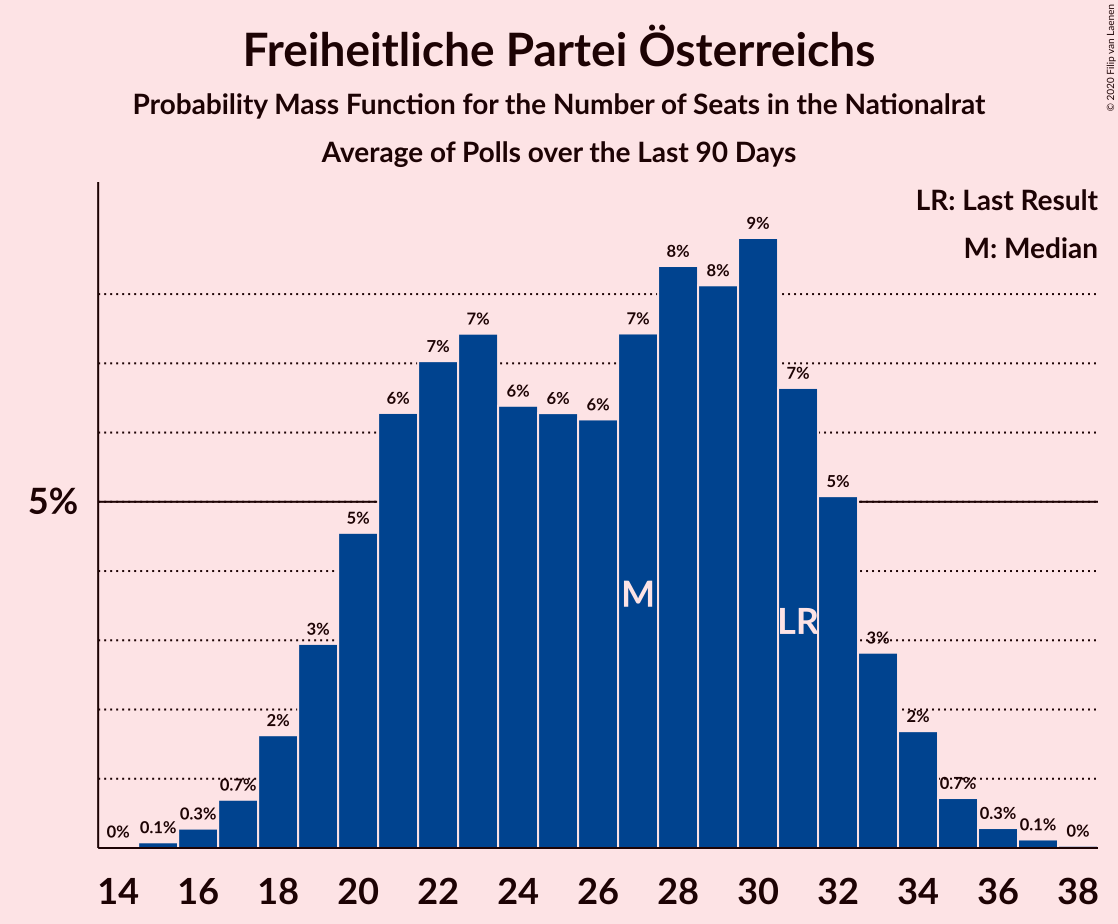 Freiheitliche Partei Österreichs
Probability Mass Function for the Number of Seats in the Nationalrat
Average of Polls over the Last 90 Days
© 2020 Filip van Laenen
LR: Last Result
M: Median
5%
0%
0.1%
0.3%
0.7%
2%
3%
5%
6%
7%
7%
6%
6%
6%
7%
8%
8%
9%
7%
5%
3%
2%
0.7%
0.3%
0.1%
0%
M
LR
14 16 18 20 22 24 26 28 30 32 34 36 38